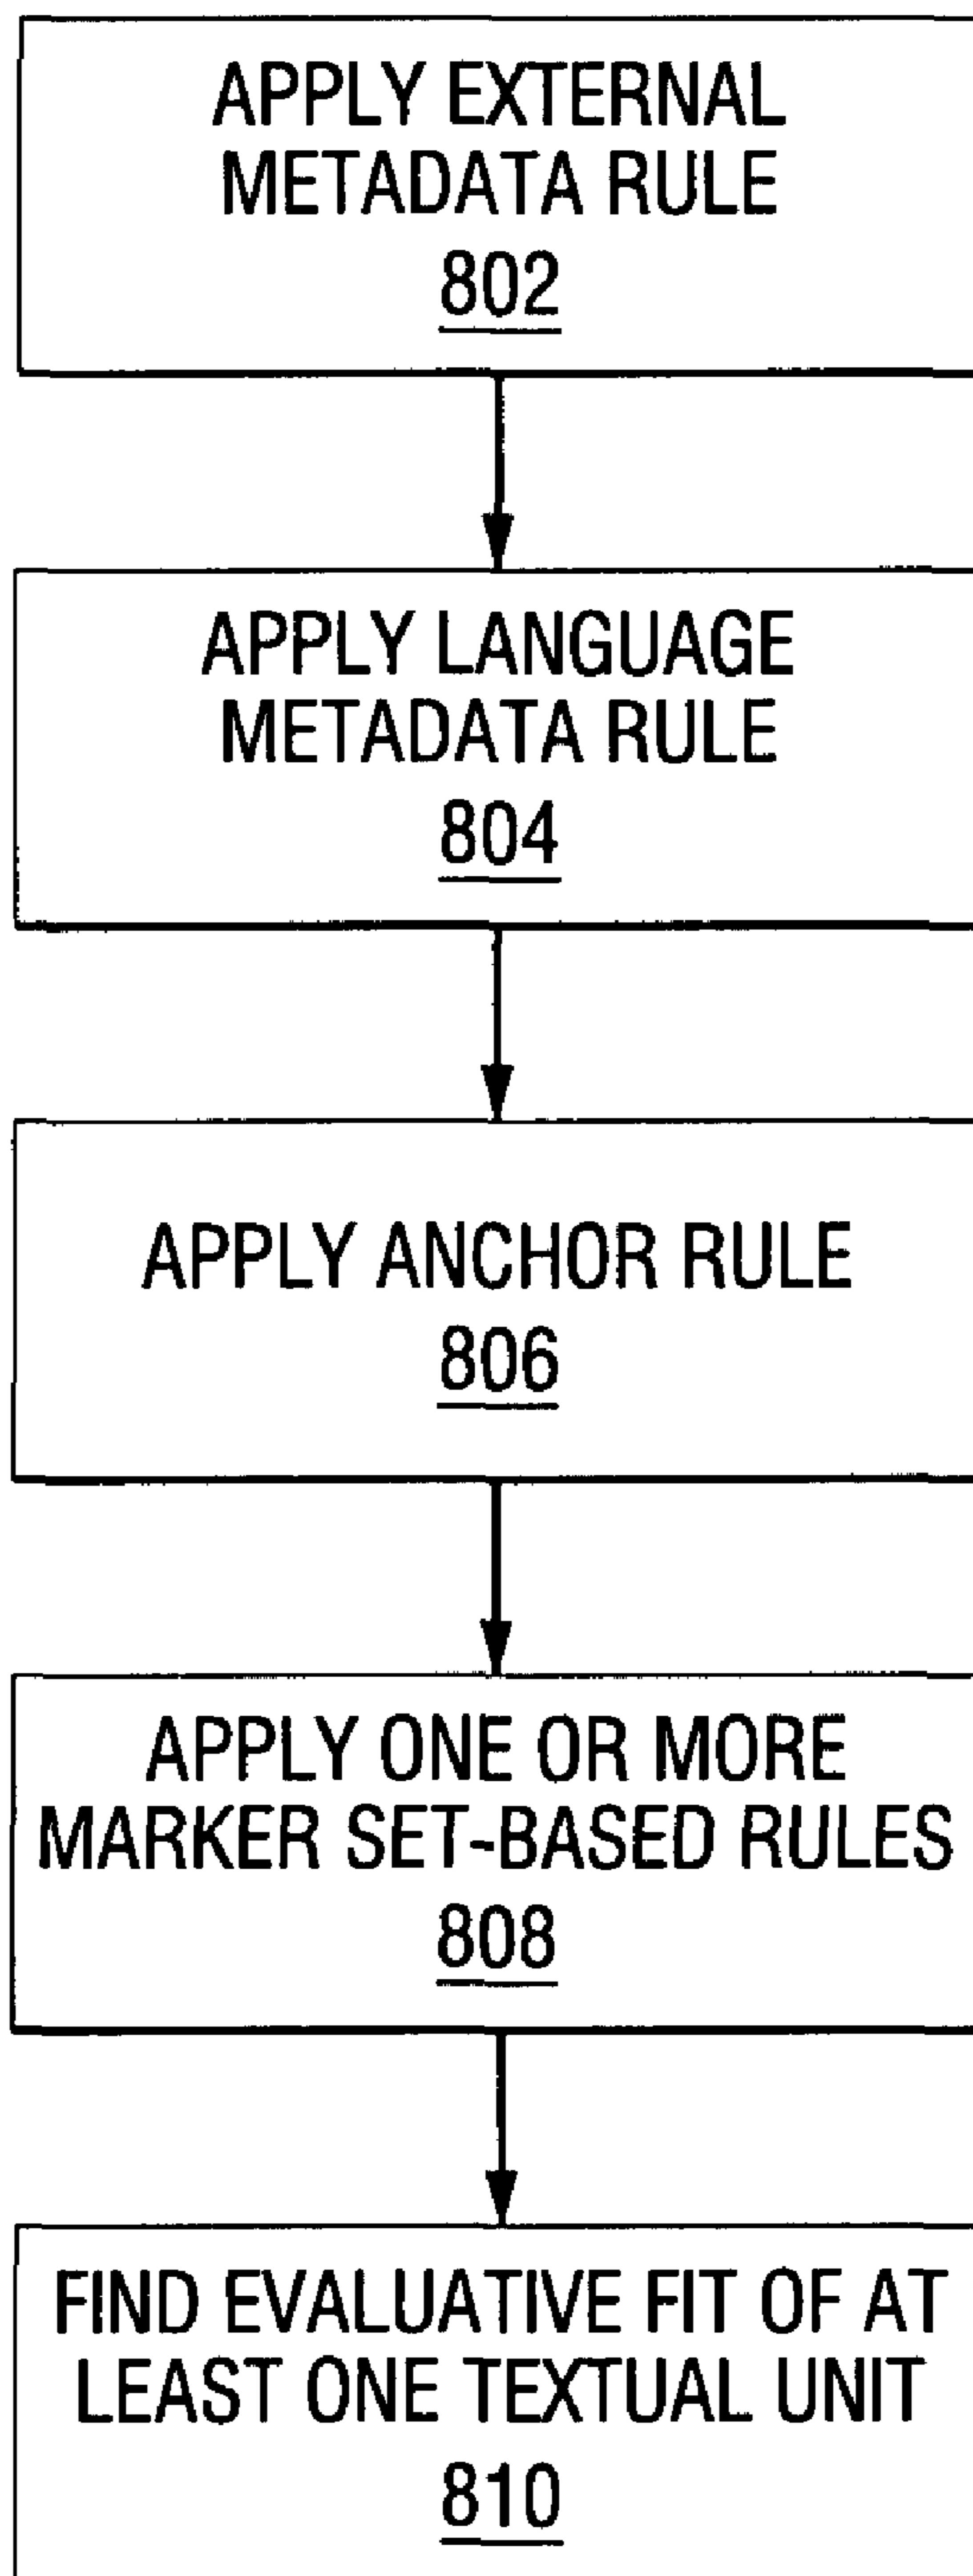 APPLY EXTERNAL
METADATA RULE
802
APPLY LANGUAGE
METADATA RULE
804
APPLY ANCHOR RULE
806
APPLY ONE OR MORE
MARKER SET-BASED RULES
808
FIND EVALUATIVE FIT OF AT
LEAST ONE TEXTUAL UNIT
810